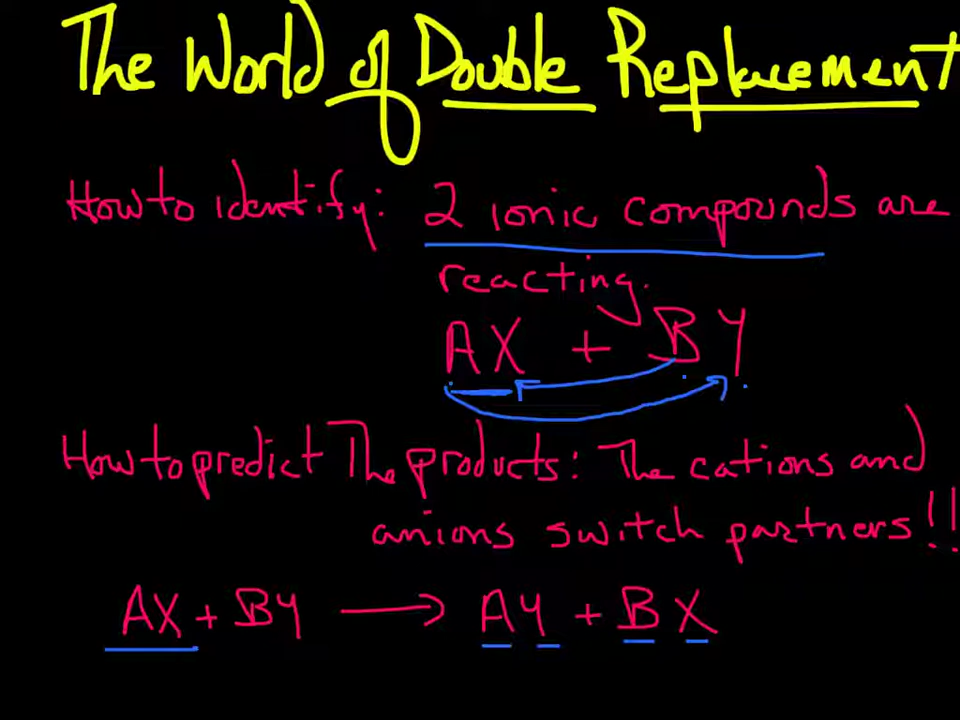 The World of Double Replacement
How to identify: 2 ionic compounds are
reacting.
AX + BY
How to predict The products: The cations and
anions switch partners!!
AX + BY → AY + BX